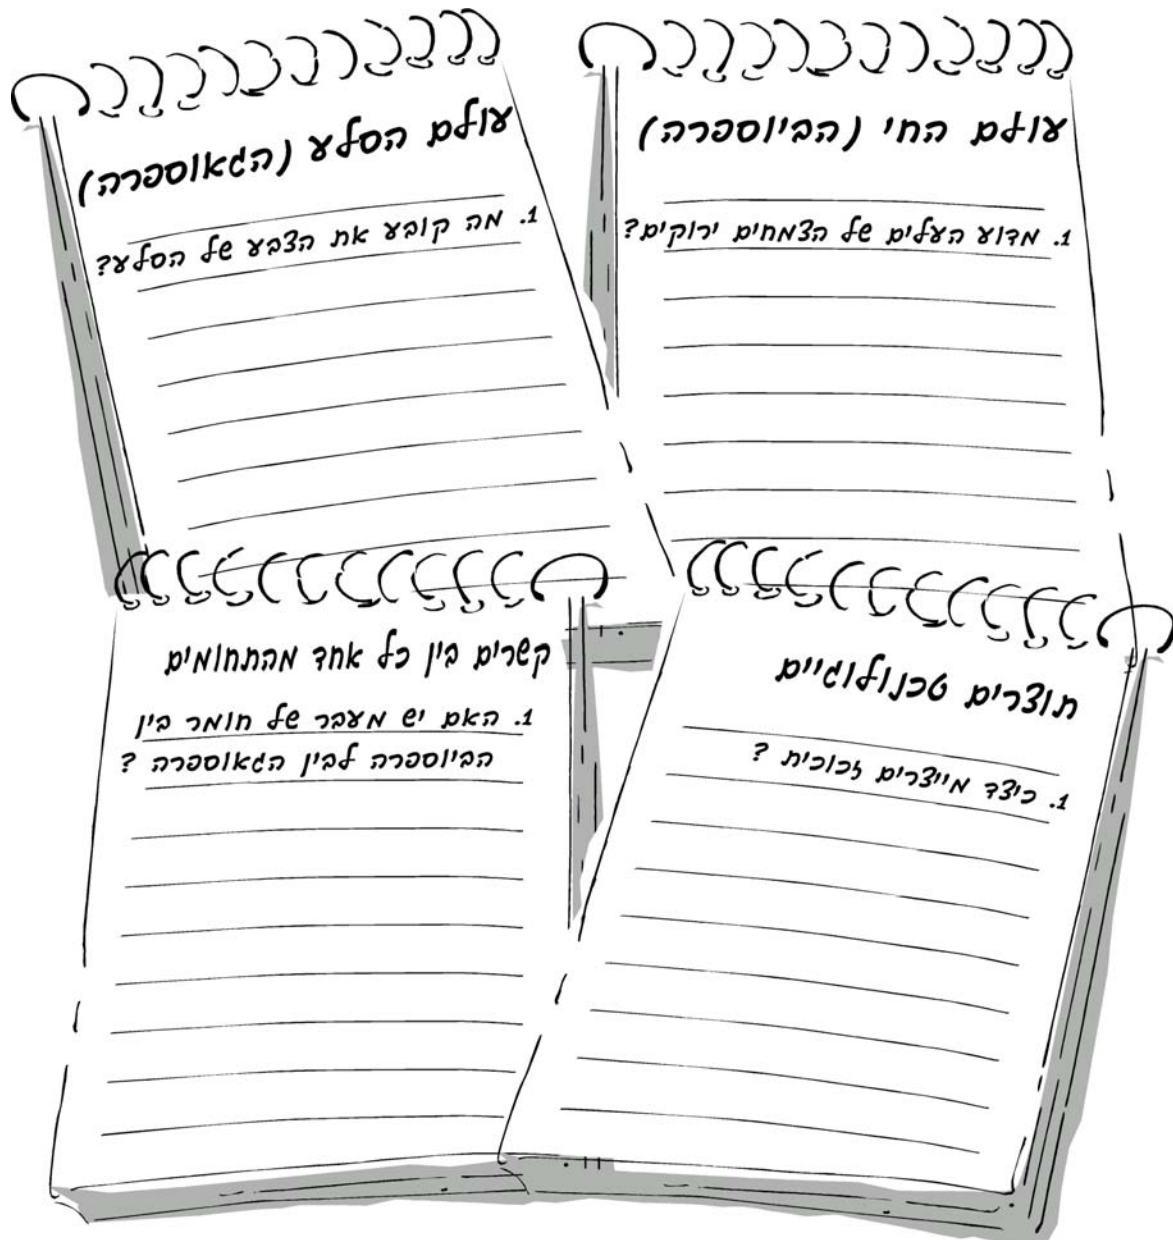 עולם החי (הביוספרה)
1. מדוע העלים של הצמחים ירוקים?
עולם הסלע (הגאוספרה)
1. מה קובע את הצבע של הסלע?
תוצרים טכנולוגיים
1. כיצד מייצרים זכוכית ?
קשרים בין כל אחד מהתחומים
1. האם יש מעבר של חומר בין
הביוספרה לבין הגאוספרה ?